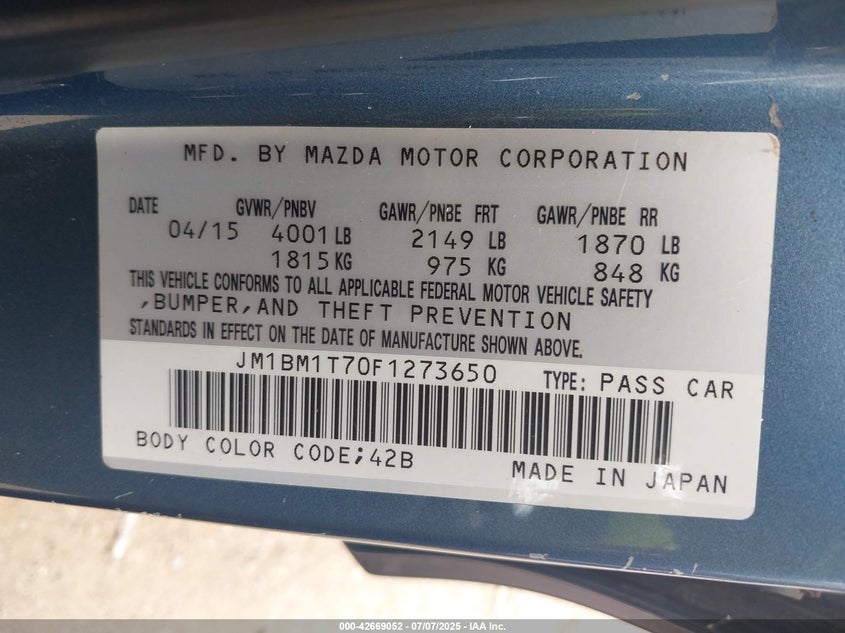 MFD. BY MAZDA MOTOR CORPORATION
DATE GVWR/PNBV GAWR/PNBE FRT GAWR/PNBE RR
04/15 4001 LB 2149 LB 1870 LB
1815 KG 975 KG 848 KG
THIS VEHICLE CONFORMS TO ALL APPLICABLE FEDERAL MOTOR VEHICLE SAFETY
,BUMPER,AND THEFT PREVENTION
STANDARDS IN EFFECT ON THE DATE OF MANUFACTURE SHOWN ABOVE.
JM1BM1T70F1273650 TYPE: PASS CAR
BODY COLOR CODE;42B
MADE IN JAPAN
000-42669052 - 07/07/2025 - IAA Inc.